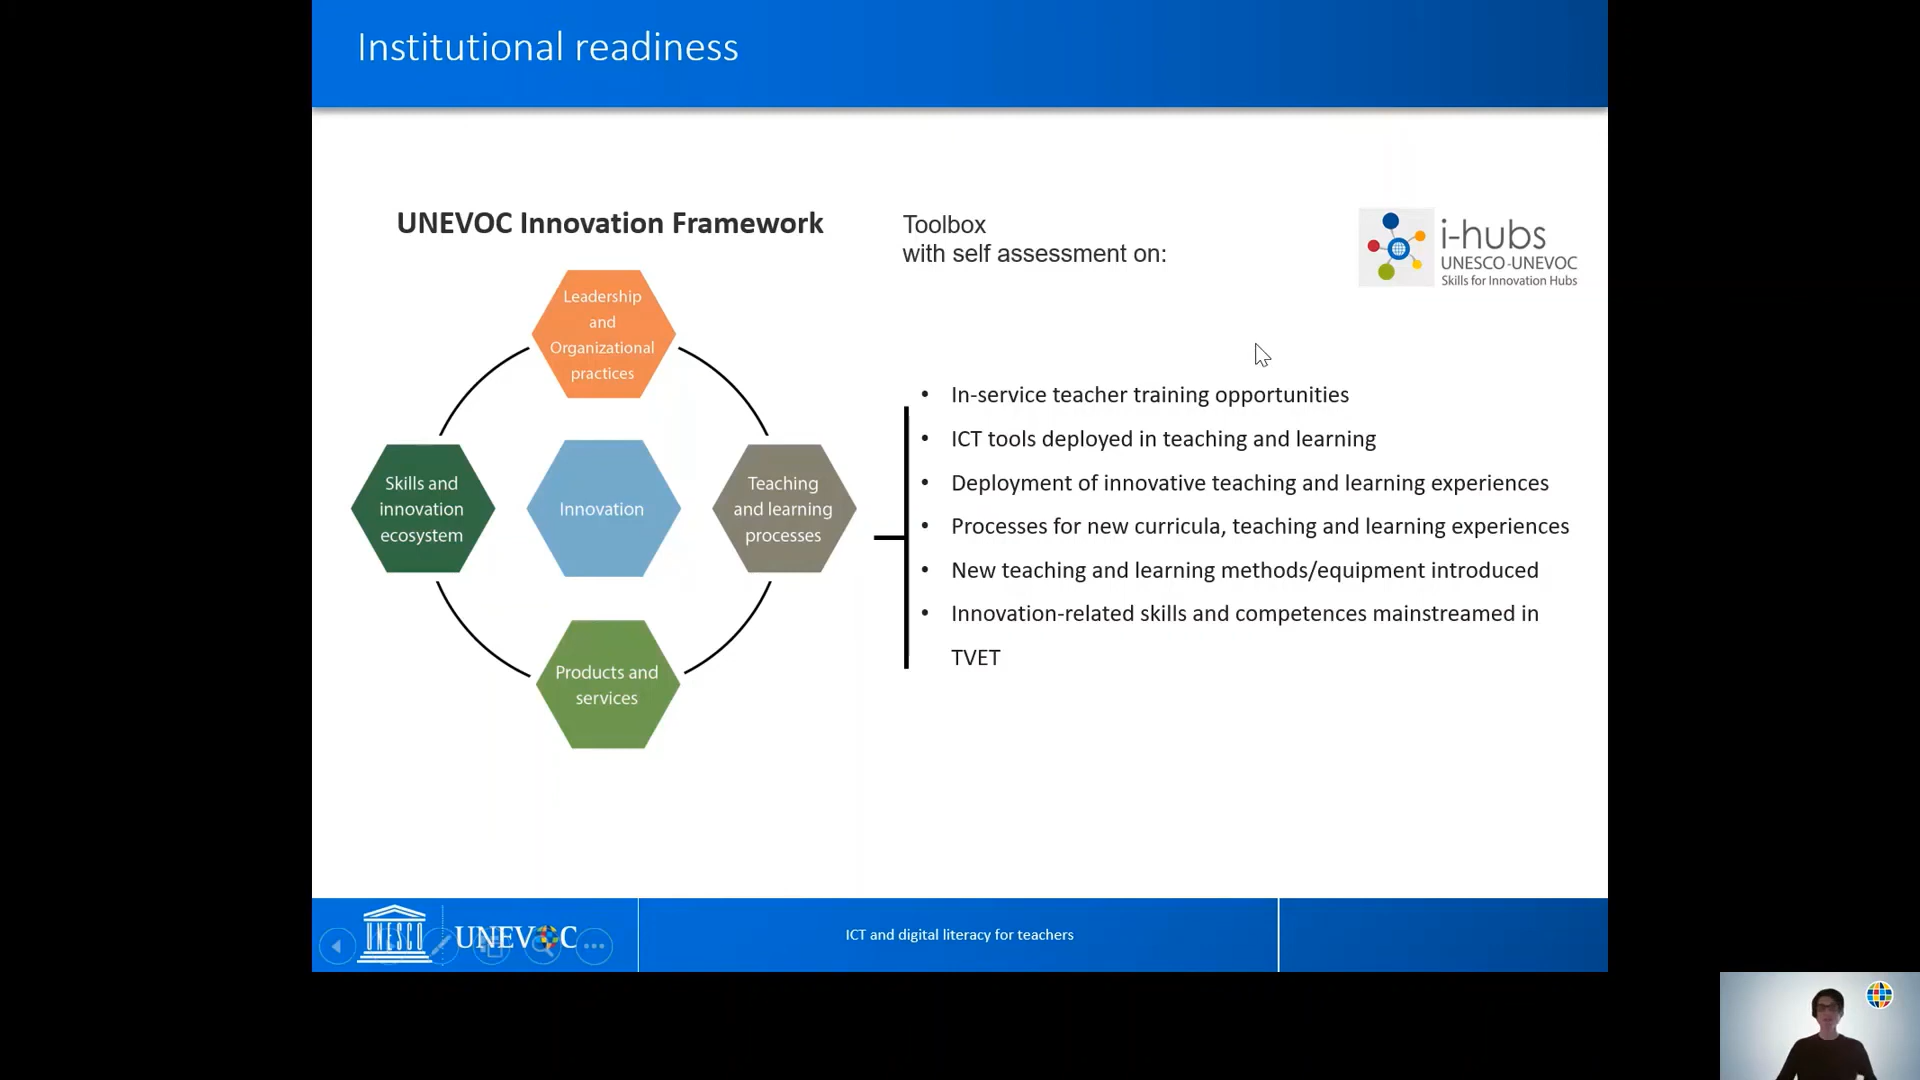 Institutional readiness
UNEVOC Innovation Framework
Leadership
and
Organizational
practices
Skills and
innovation
ecosystem
Innovation
Teaching
and learning
processes
Products and
services
Toolbox
with self assessment on:
i-hubs
UNESCO-UNEVOC
Skills for Innovation Hubs
• In-service teacher training opportunities
• ICT tools deployed in teaching and learning
• Deployment of innovative teaching and learning experiences
• Processes for new curricula, teaching and learning experiences
• New teaching and learning methods/equipment introduced
• Innovation-related skills and competences mainstreamed in
TVET
UNESCO
UNEVOC
ICT and digital literacy for teachers